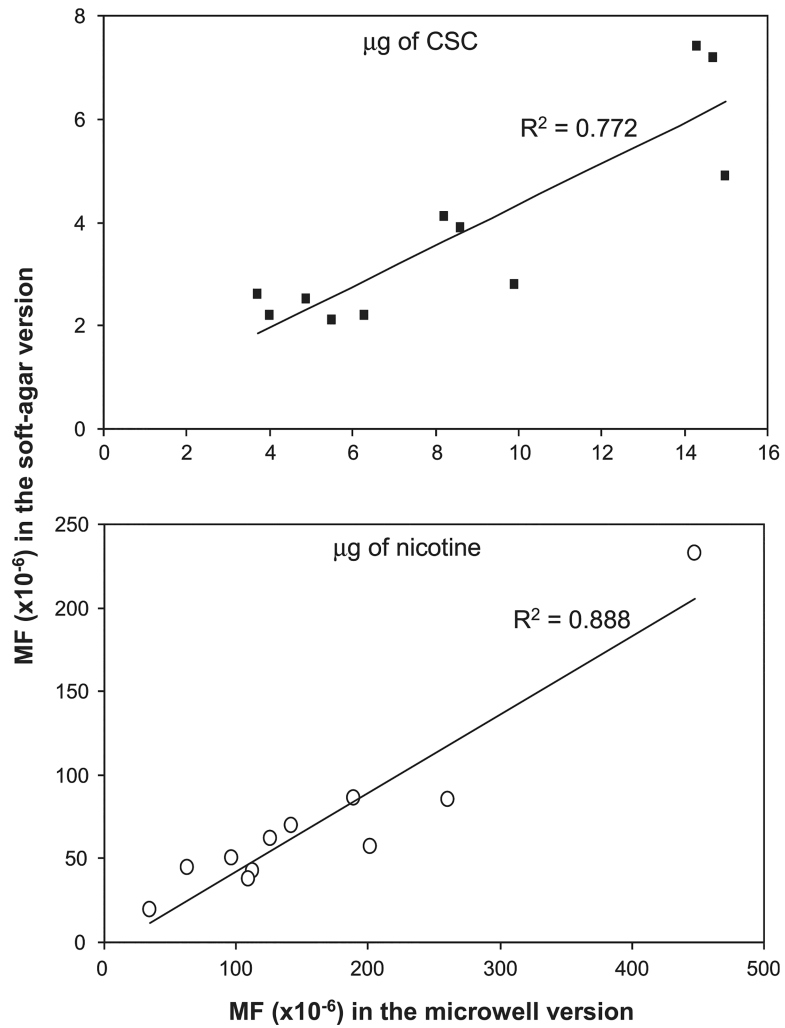 μg of CSC
R² = 0.772
8
6
4
2
0
0 2 4 6 8 10 12 14 16
MF (x10⁻⁶) in the soft-agar version
μg of nicotine
R² = 0.888
250
200
150
100
50
0
0 100 200 300 400 500
MF (x10⁻⁶) in the microwell version